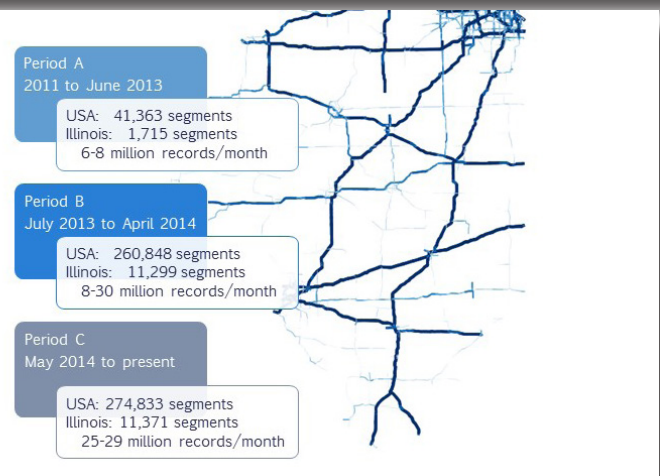 Period A
2011 to June 2013
USA: 41,363 segments
Illinois: 1,715 segments
6-8 million records/month
Period B
July 2013 to April 2014
USA: 260,848 segments
Illinois: 11,299 segments
8-30 million records/month
Period C
May 2014 to present
USA: 274,833 segments
Illinois: 11,371 segments
25-29 million records/month